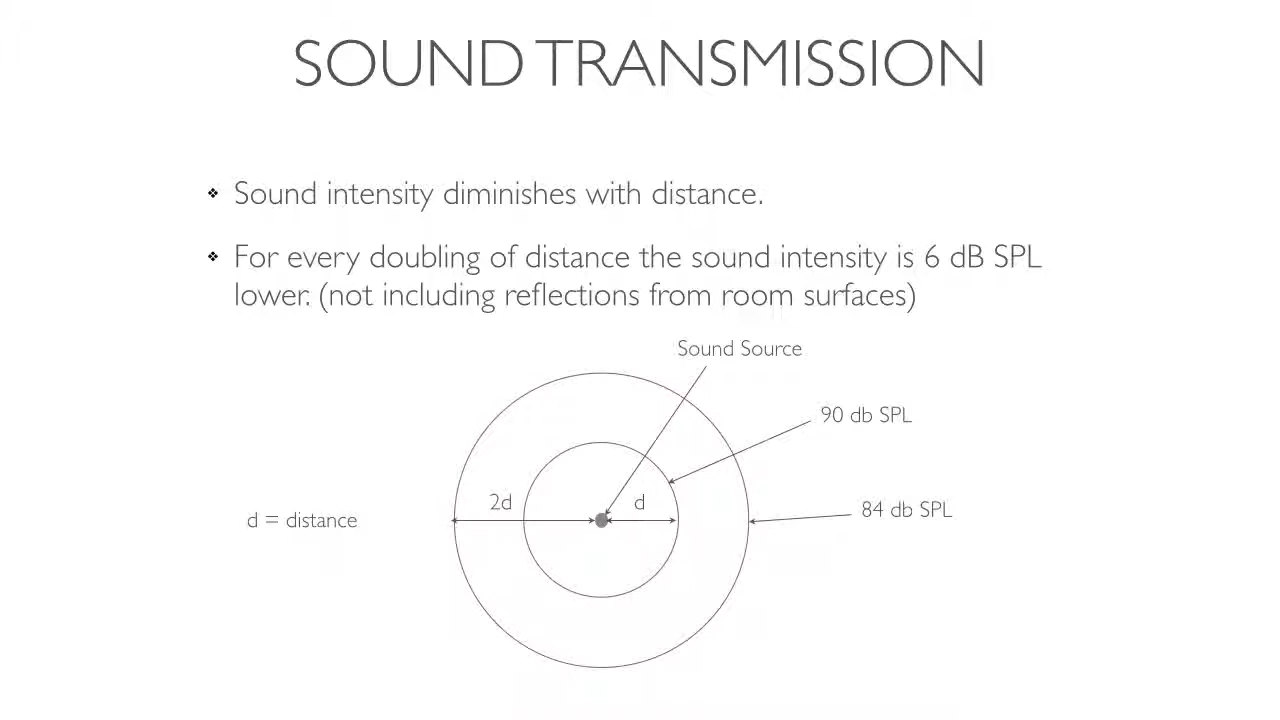 SOUND TRANSMISSION
❖ Sound intensity diminishes with distance.
❖ For every doubling of distance the sound intensity is 6 dB SPL
lower. (not including reflections from room surfaces)
Sound Source
90 db SPL
2d
d
84 db SPL
d = distance